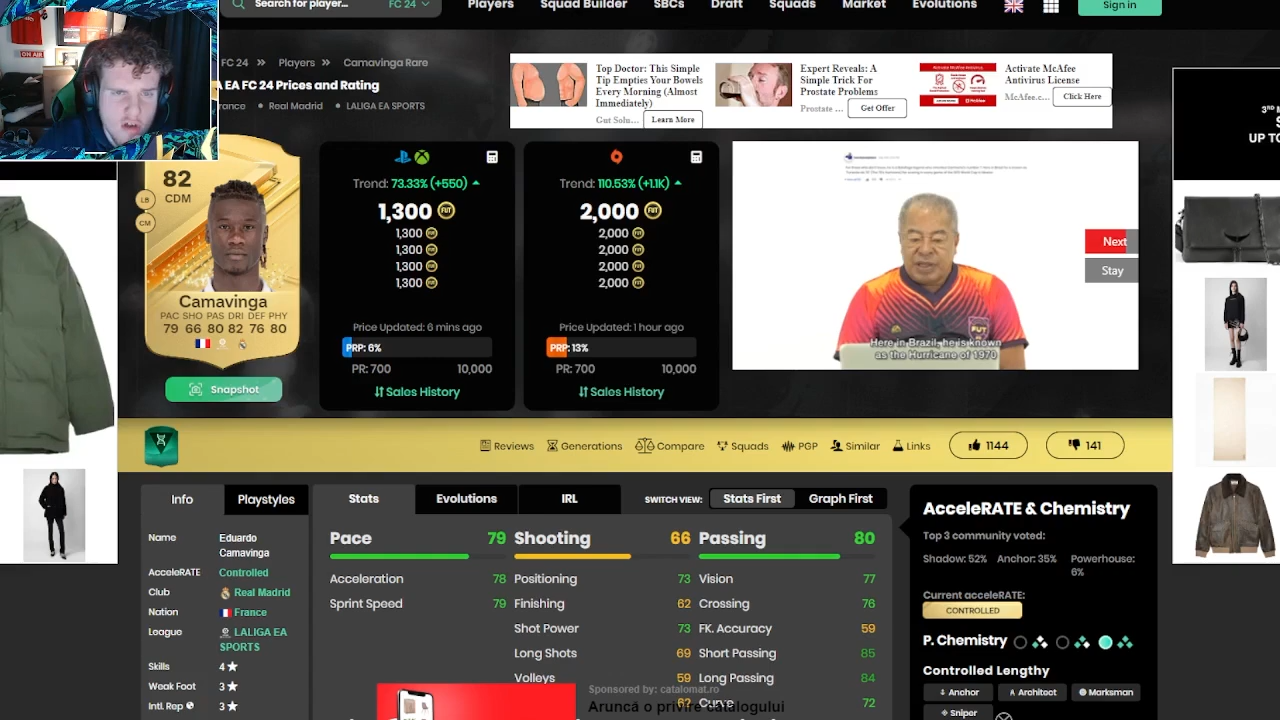 Search for player...
FC 24
Players
Squad Builder
SBCs
Draft
Squads
Market
Evolutions
Sign in
ON AIR
FC 24 » Players » Camavinga Rare
EA FC 24 Prices and Rating
Real Madrid • LALIGA EA SPORTS
Top Doctor: This Simple
Tip Empties Your Bowels
Every Morning (Almost
Immediately)
Gut Solu...
Learn More
Expert Reveals: A
Simple Trick For
Prostate Problems
Prostate ...
Get Offer
Activate McAfee
Antivirus License
McAfee.c...
Click Here
3RD
UP TO
82
CDM
LB
CM
Camavinga
PAC SHO PAS DRI DEF PHY
79 66 80 82 76 80
Snapshot
Trend: 73.33% (+550)
1,300
1,300
1,300
1,300
1,300
Price Updated: 6 mins ago
PRP: 6%
PR: 700
10,000
Sales History
Trend: 110.53% (+1.1K)
2,000
2,000
2,000
2,000
2,000
Price Updated: 1 hour ago
PRP: 13%
PR: 700
10,000
Sales History
FUT
Here in Brazil, he is known
as the Hurricane of 1970
Next
Stay
Reviews
Generations
Compare
Squads
PGP
Similar
Links
1144
141
Info
Playstyles
Name Eduardo
Camavinga
AcceleRATE Controlled
Club Real Madrid
Nation France
League LALIGA EA
SPORTS
Skills 4★
Weak Foot 3★
Intl. Rep 3★
Stats
Evolutions
IRL
SWITCH VIEW:
Stats First
Graph First
Pace 79
Acceleration 78
Sprint Speed 79
Shooting 66
Positioning 73
Finishing 62
Shot Power 73
Long Shots 69
Volleys 59
Passing 80
Vision 77
Crossing 76
FK. Accuracy 59
Short Passing 85
Long Passing 84
Curve 72
Sponsored by: catalomat.ro
Aruncă o privire catalogului
AcceleRATE & Chemistry
Top 3 community voted:
Shadow: 52% Anchor: 35% Powerhouse:
6%
Current acceleRATE:
CONTROLLED
P. Chemistry
Controlled Lengthy
Anchor
Architect
Marksman
Sniper